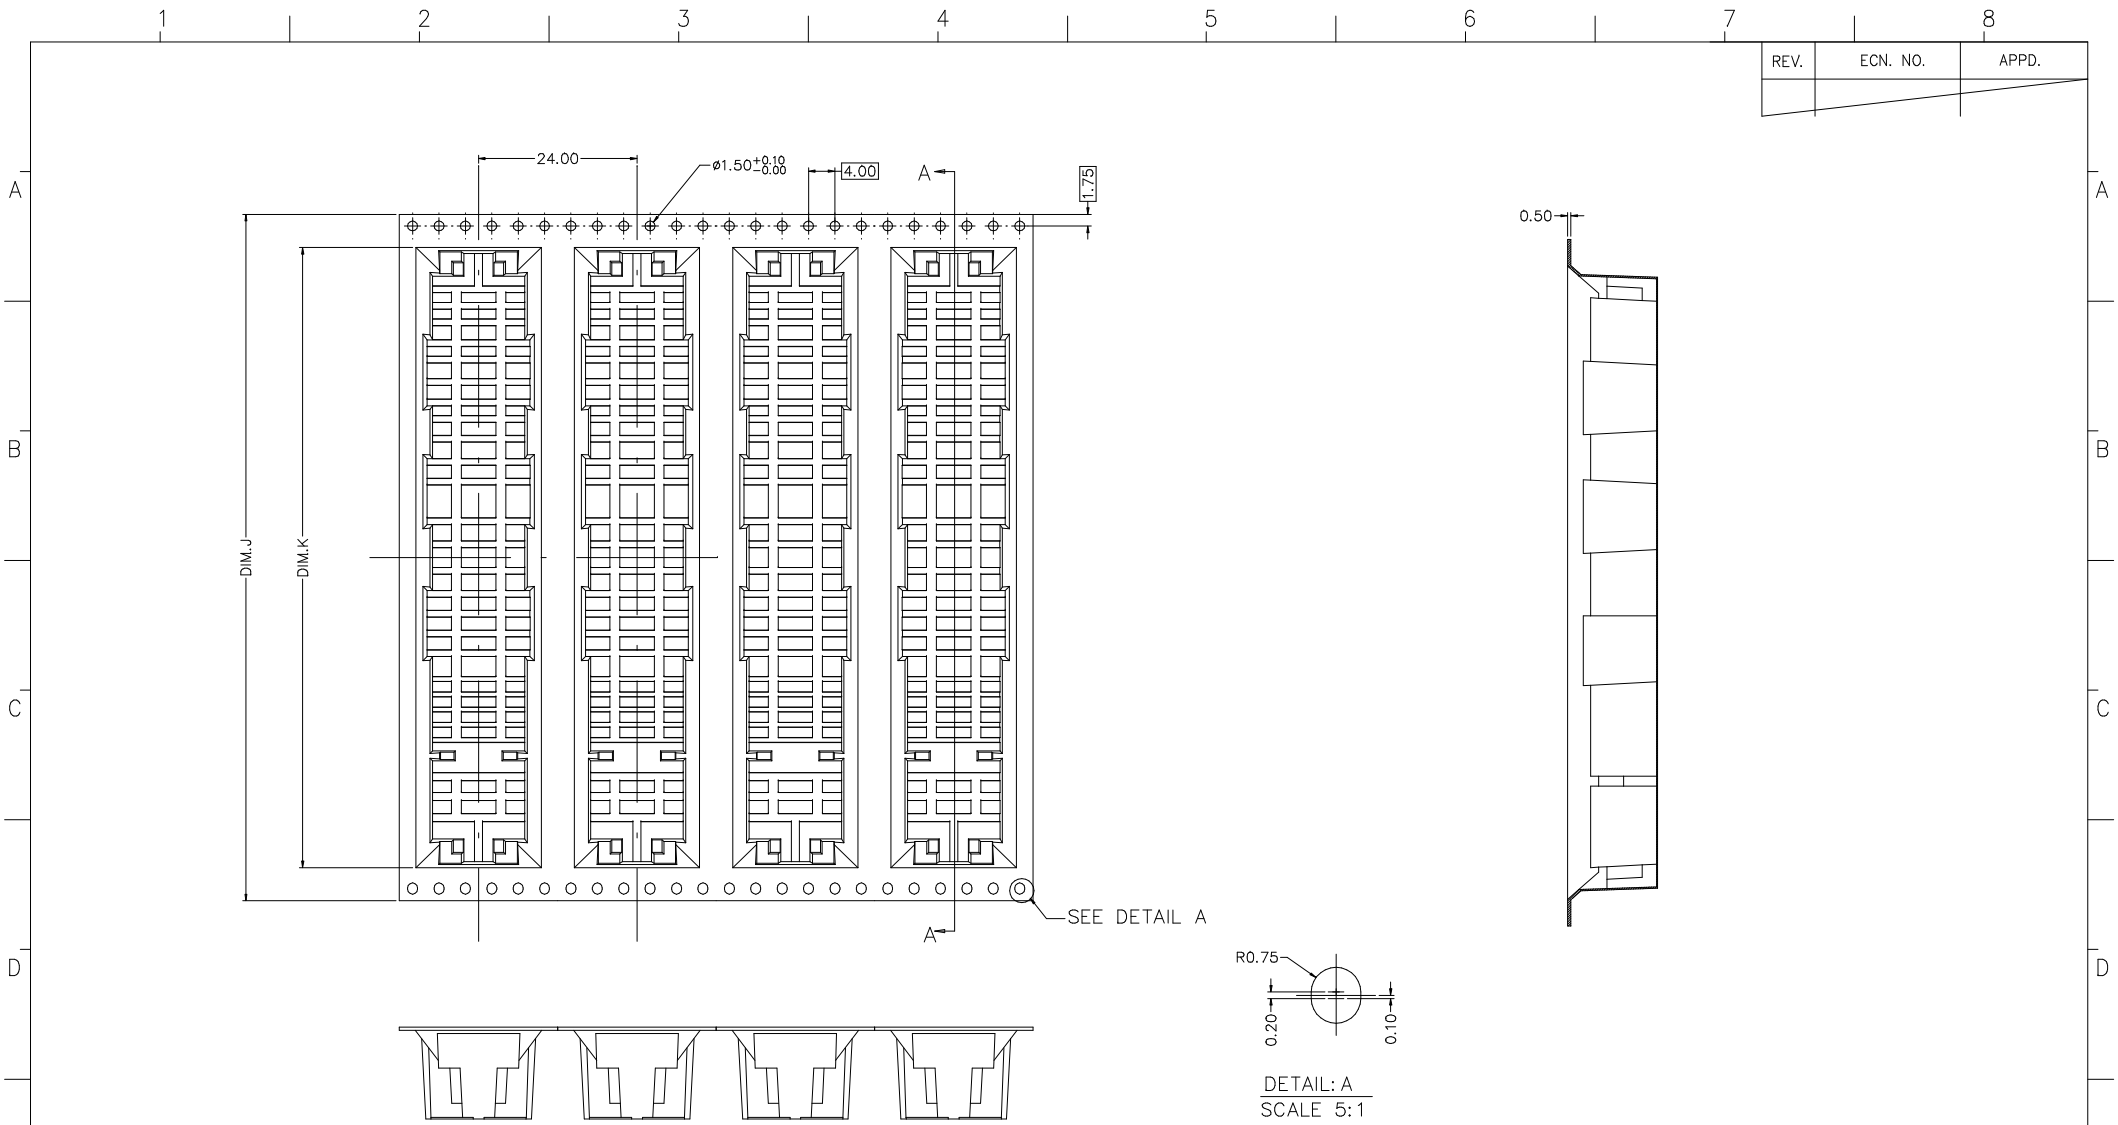 1 2 3 4 5 6 7 8
REV. ECN. NO. APPD.
24.00
ø1.50 +0.10 -0.00
4.00
A
1.75
A A
0.50
DIM.J
DIM.K
B B
C C
SEE DETAIL A
A
D D
R0.75
0.20
0.10
DETAIL: A
SCALE 5:1